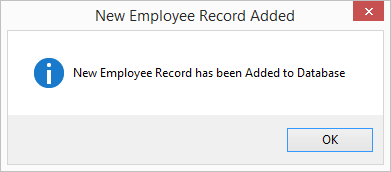 New Employee Record Added
New Employee Record has been Added to Database
OK